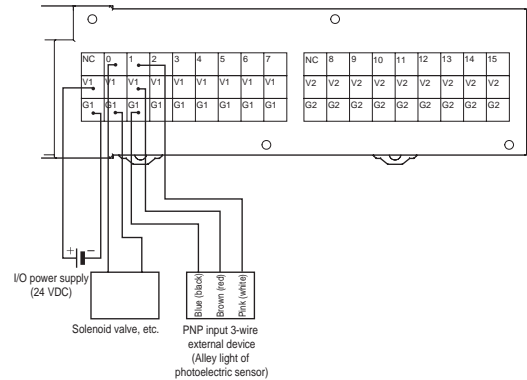 NC 0 1 2 3 4 5 6 7 NC 8 9 10 11 12 13 14 15
V1 V1 V1 V1 V1 V1 V1 V1 V1 V2 V2 V2 V2 V2 V2 V2 V2 V2
G1 G1 G1 G1 G1 G1 G1 G1 G1 G2 G2 G2 G2 G2 G2 G2 G2 G2
+ −
I/O power supply
(24 VDC)
Solenoid valve, etc.
Blue (black)
Brown (red)
Pink (white)
PNP input 3-wire
external device
(Alley light of
photoelectric sensor)